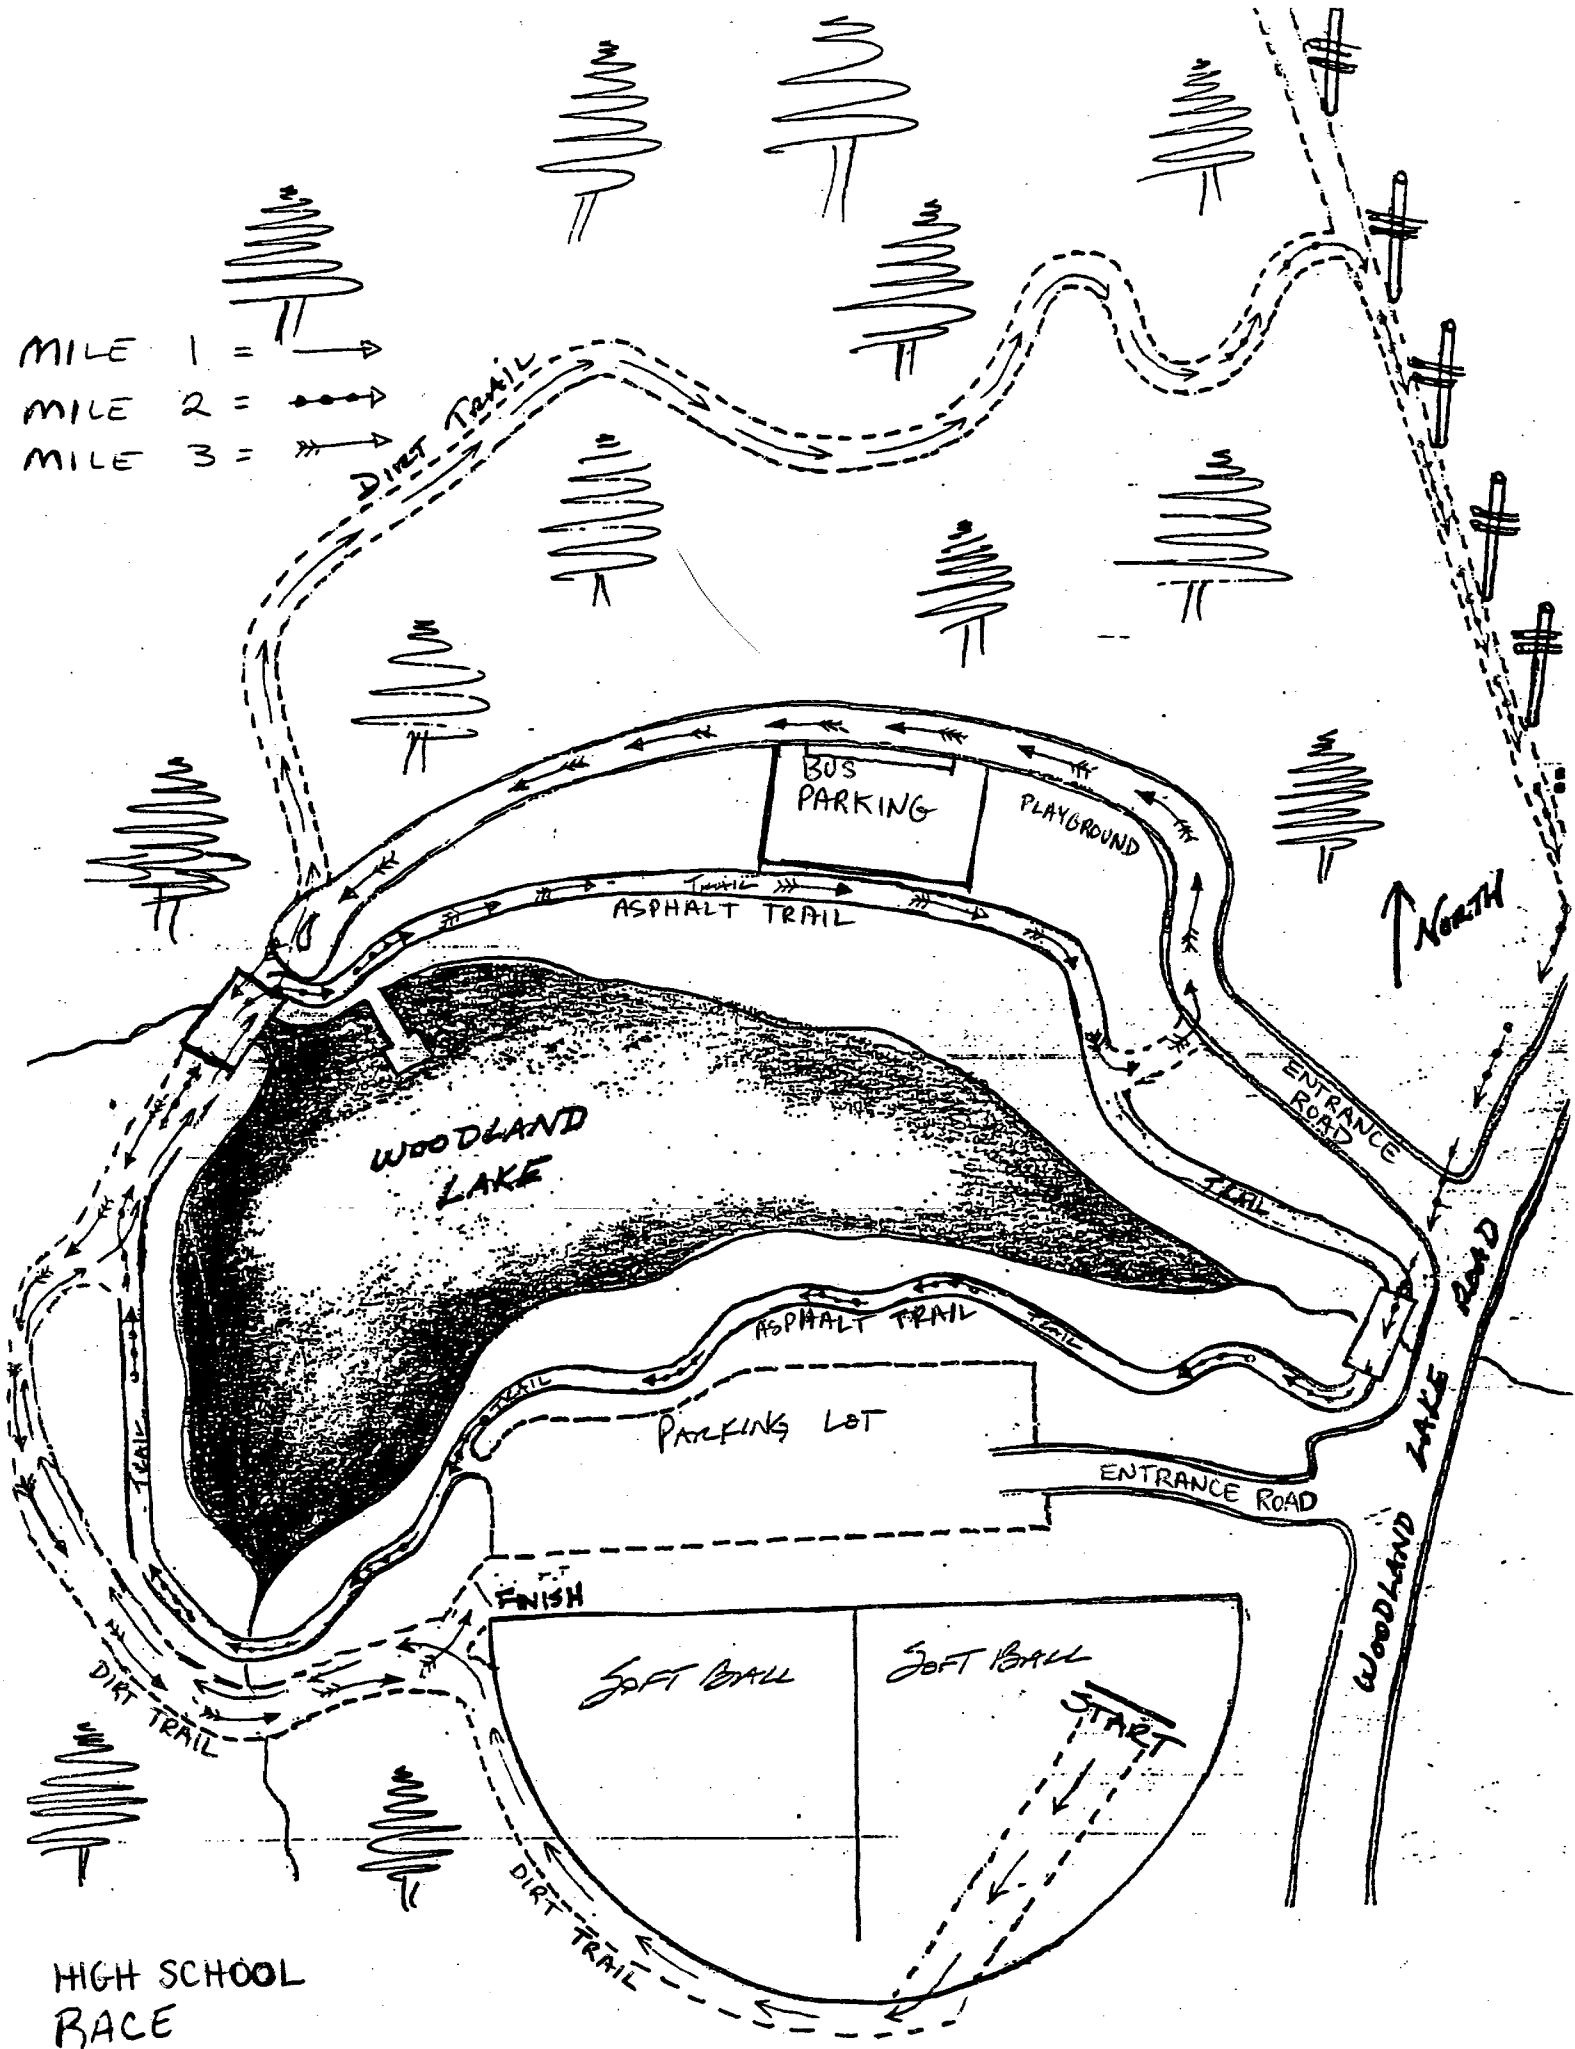 MILE 1 =
MILE 2 =
MILE 3 =
DIRT TRAIL
BUS
PARKING
PLAYGROUND
TRAIL
ASPHALT TRAIL
NORTH
ENTRANCE
ROAD
WOODLAND
LAKE
TRAIL
ASPHALT TRAIL
TRAIL
TRAIL
TRAIL
PARKING LOT
ENTRANCE ROAD
WOODLAND LAKE ROAD
FINISH
SOFT BALL
SOFT BALL
START
DIRT
TRAIL
DIRT
TRAIL
HIGH SCHOOL
RACE